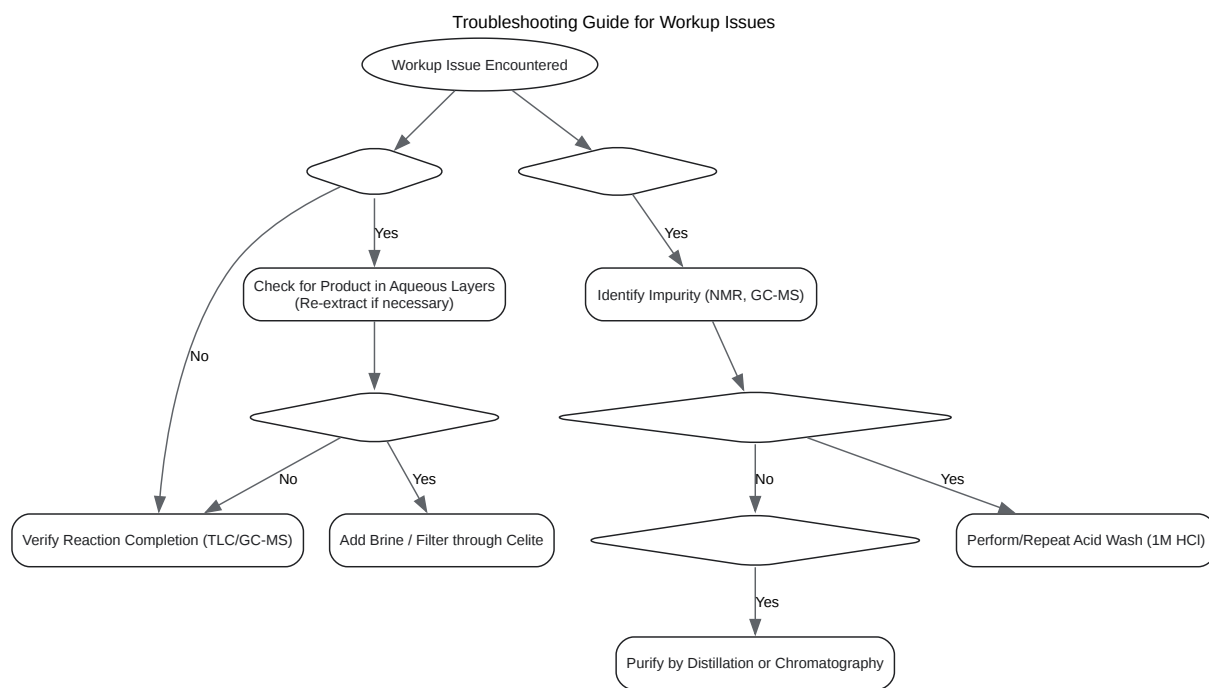 Troubleshooting Guide for Workup Issues
Workup Issue Encountered
Yes
Yes
Check for Product in Aqueous Layers
(Re-extract if necessary)
Identify Impurity (NMR, GC-MS)
No
No
Yes
No
Yes
Verify Reaction Completion (TLC/GC-MS)
Add Brine / Filter through Celite
Perform/Repeat Acid Wash (1M HCl)
Yes
Purify by Distillation or Chromatography